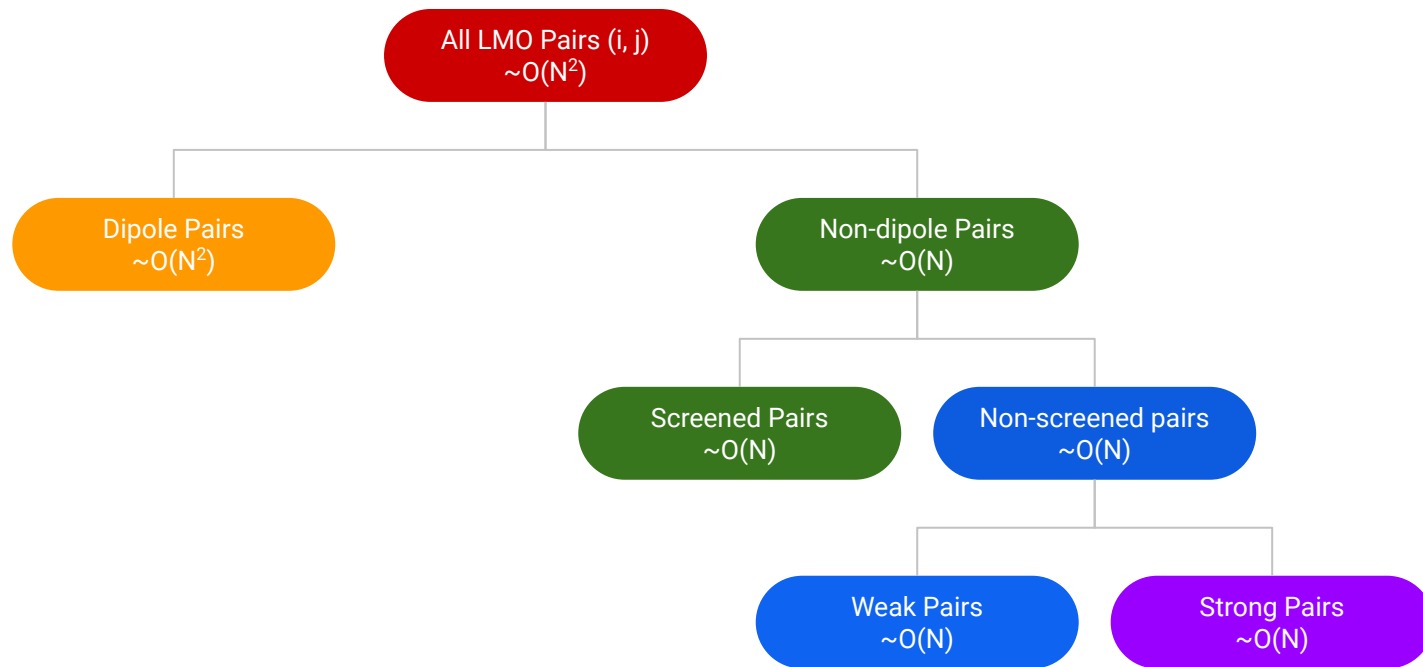 All LMO Pairs (i, j)
~O(N²)
Dipole Pairs
~O(N²)
Non-dipole Pairs
~O(N)
Screened Pairs
~O(N)
Non-screened pairs
~O(N)
Weak Pairs
~O(N)
Strong Pairs
~O(N)